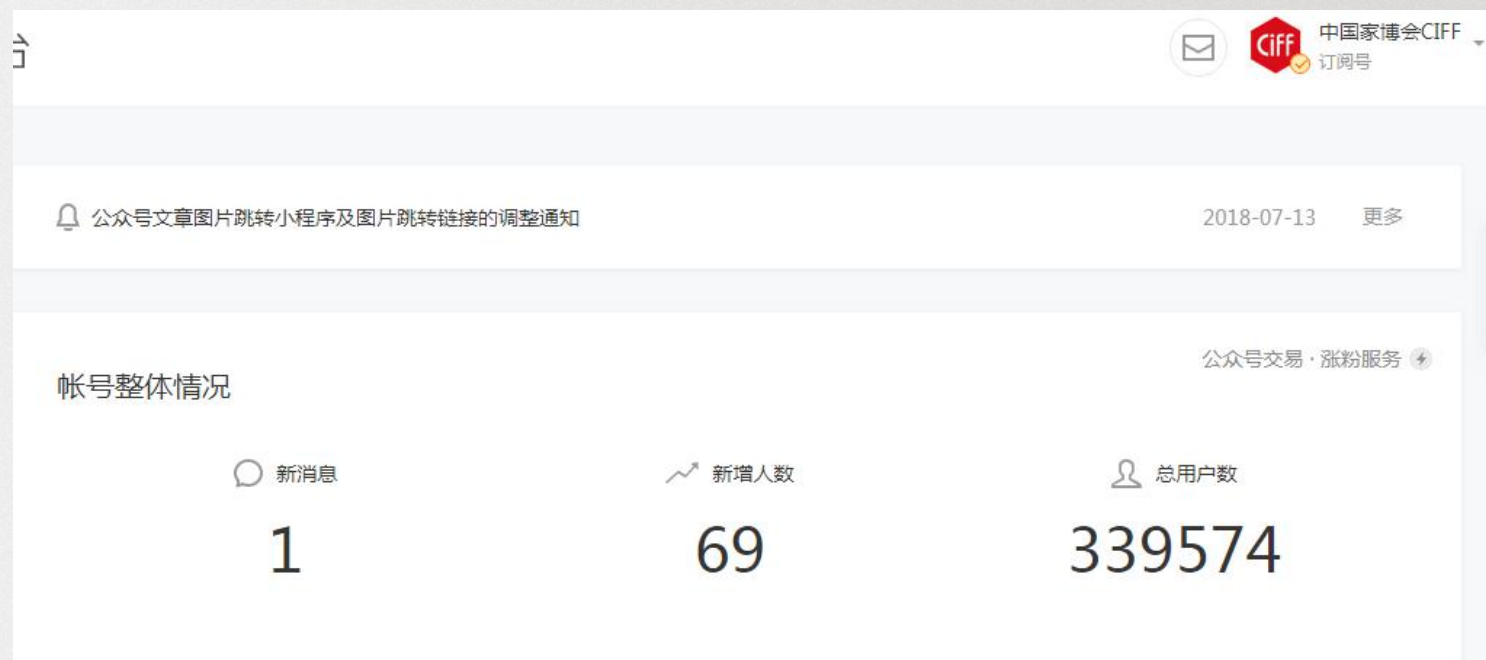 台
Ciff
中国家博会CIFF
订阅号
公众号文章图片跳转小程序及图片跳转链接的调整通知 2018-07-13 更多
公众号交易·涨粉服务
帐号整体情况
新消息 新增人数 总用户数
1 69 339574